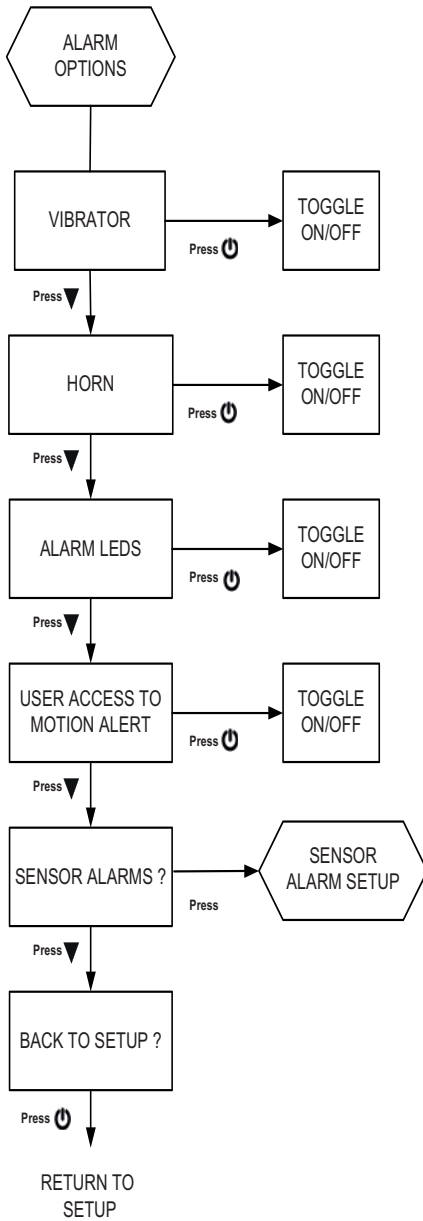 ALARM
OPTIONS
VIBRATOR
TOGGLE
ON/OFF
Press
Press
HORN
TOGGLE
ON/OFF
Press
Press
ALARM LEDS
TOGGLE
ON/OFF
Press
Press
USER ACCESS TO
MOTION ALERT
TOGGLE
ON/OFF
Press
Press
SENSOR ALARMS ?
SENSOR
ALARM SETUP
Press
Press
BACK TO SETUP ?
Press
RETURN TO
SETUP